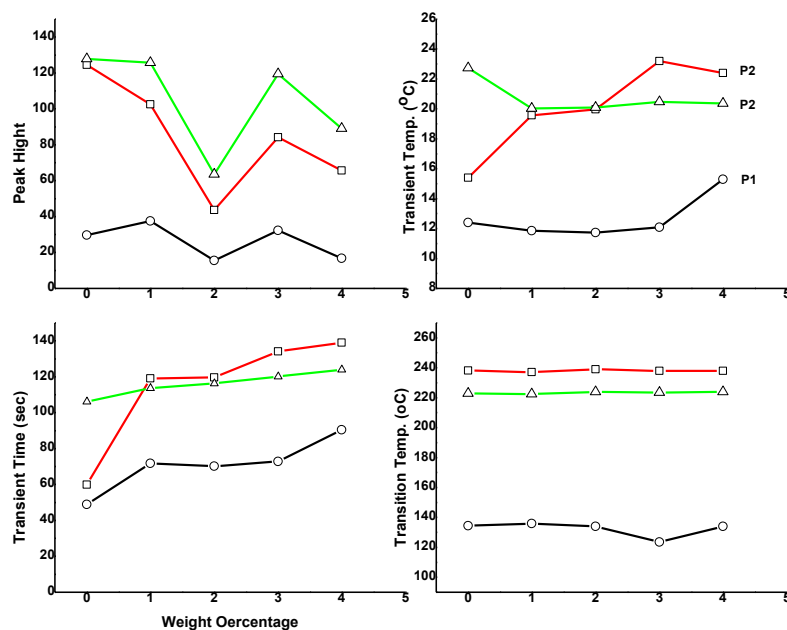 140
120
100
80
60
40
20
0
Peak Hight
0 1 2 3 4 5
26
24
22
20
18
16
14
12
10
8
Transient Temp. (⁰C)
P2
P2
P1
0 1 2 3 4 5
140
120
100
80
60
40
20
0
Transient Time (sec)
0 1 2 3 4 5
Weight Oercentage
260
240
220
200
180
160
140
120
100
Transition Temp. (oC)
0 1 2 3 4 5